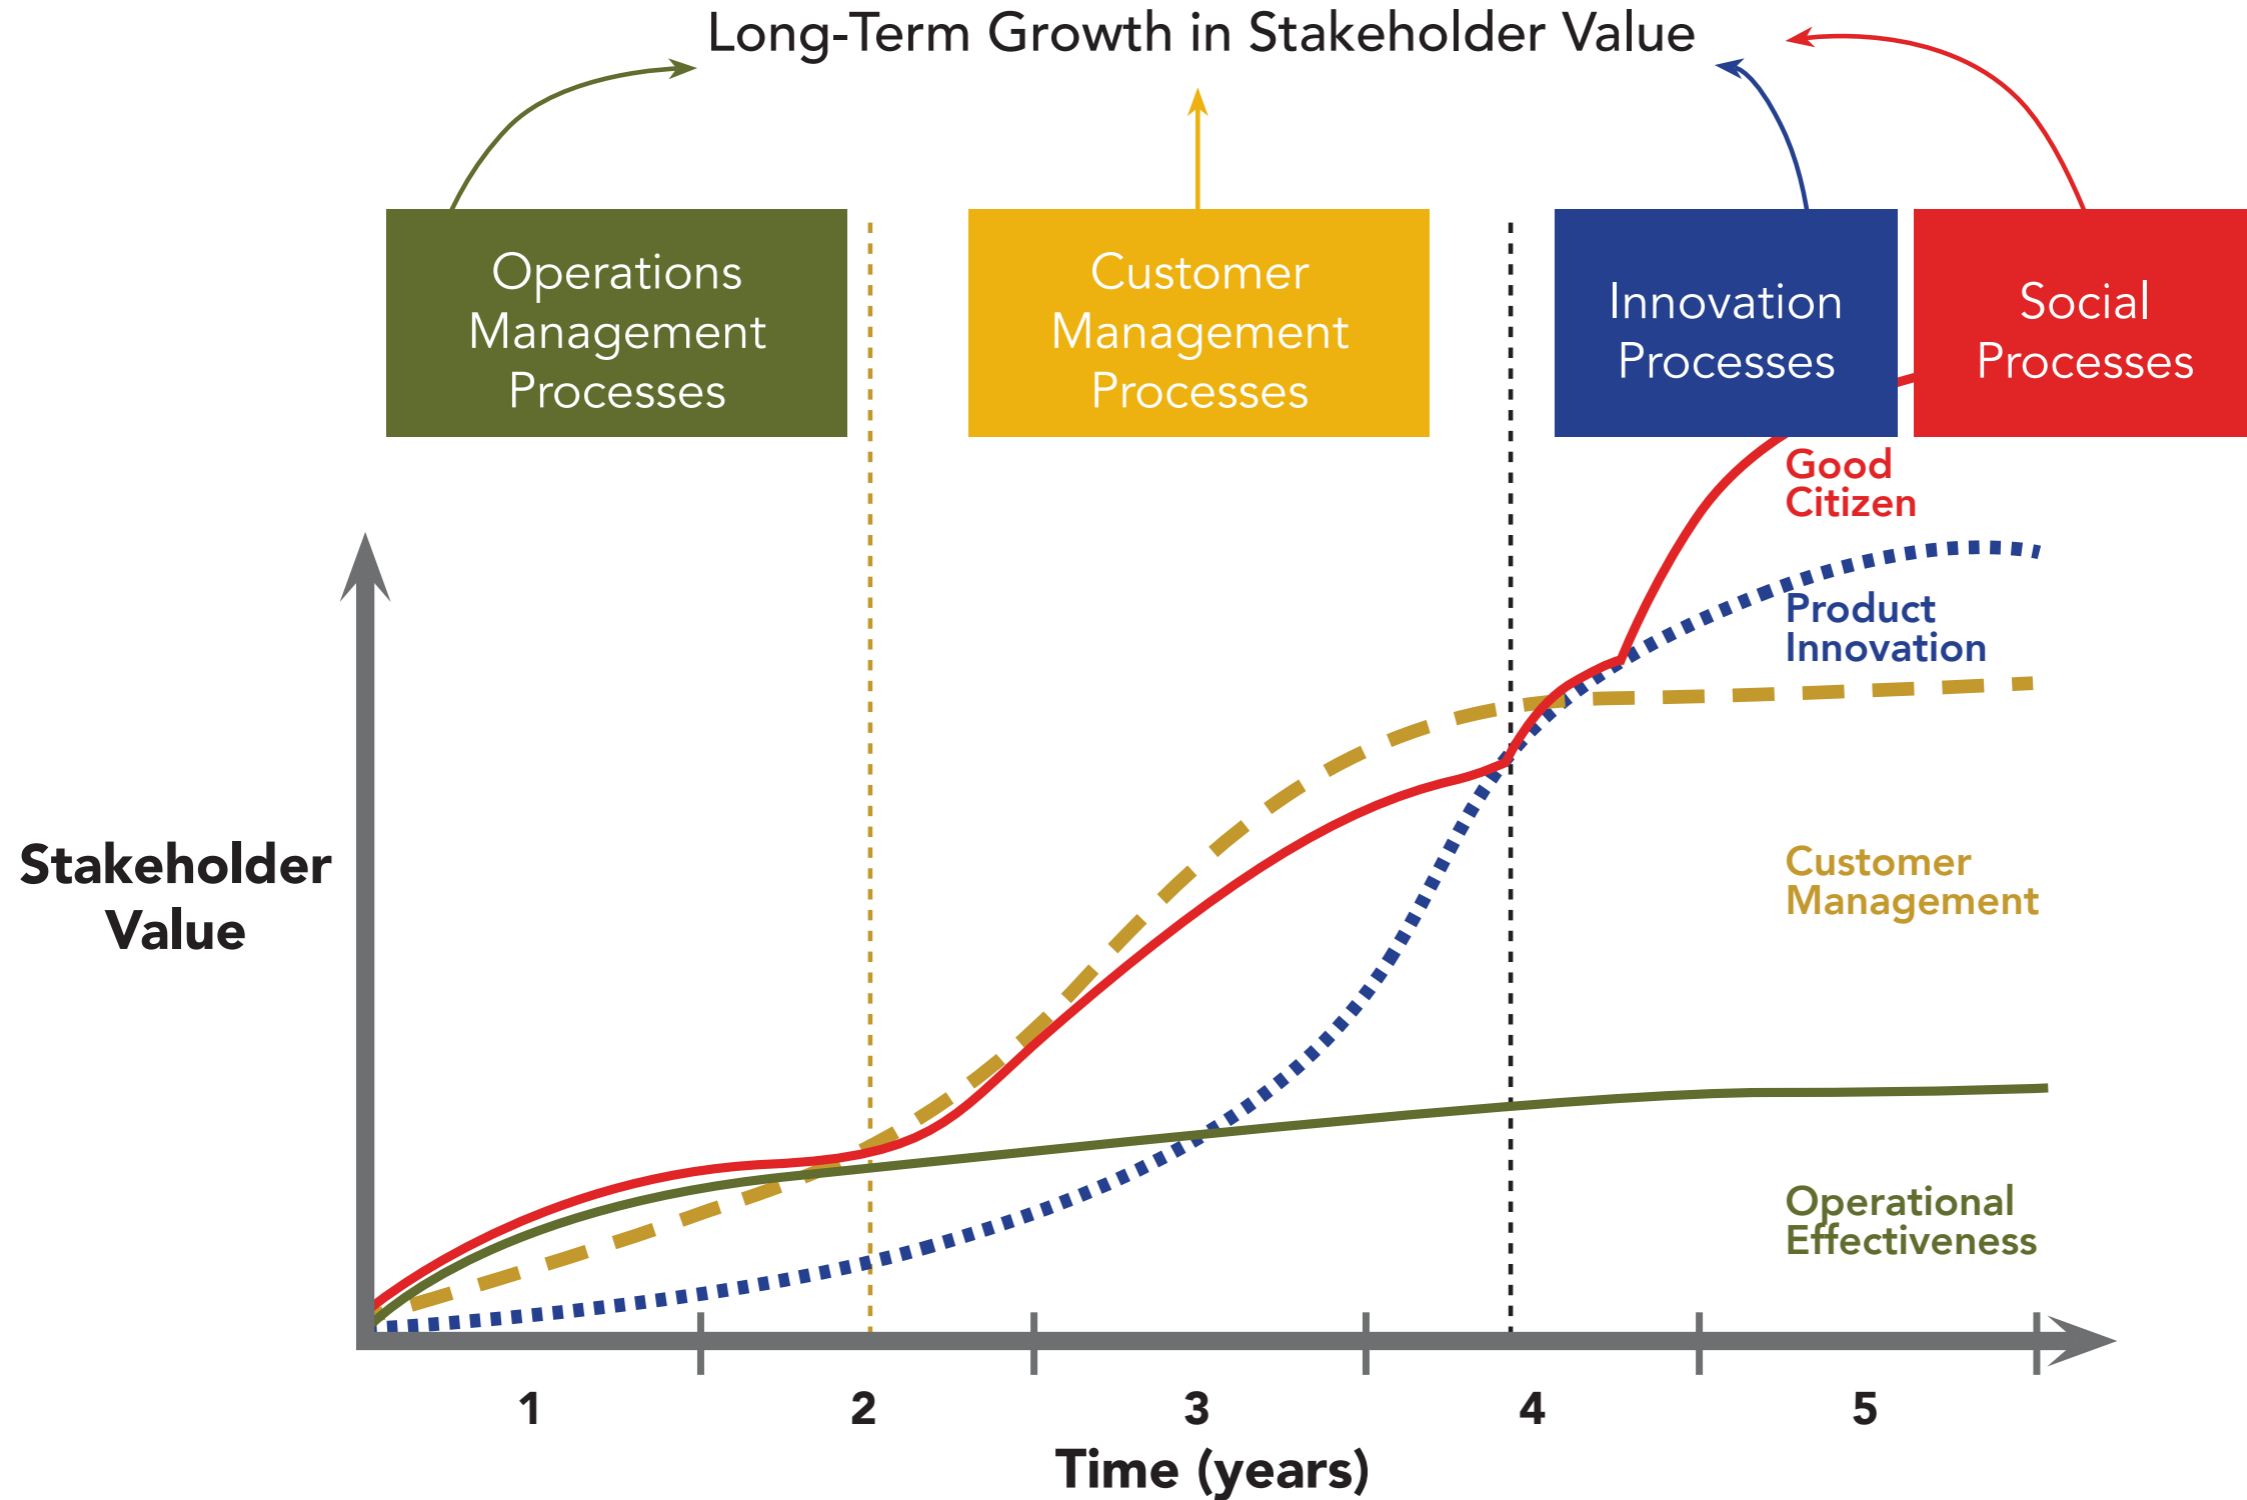 Long-Term Growth in Stakeholder Value
Operations
Management
Processes
Customer
Management
Processes
Innovation
Processes
Social
Processes
Good
Citizen
Product
Innovation
Stakeholder
Value
Customer
Management
Operational
Effectiveness
1 2 3 4 5
Time (years)